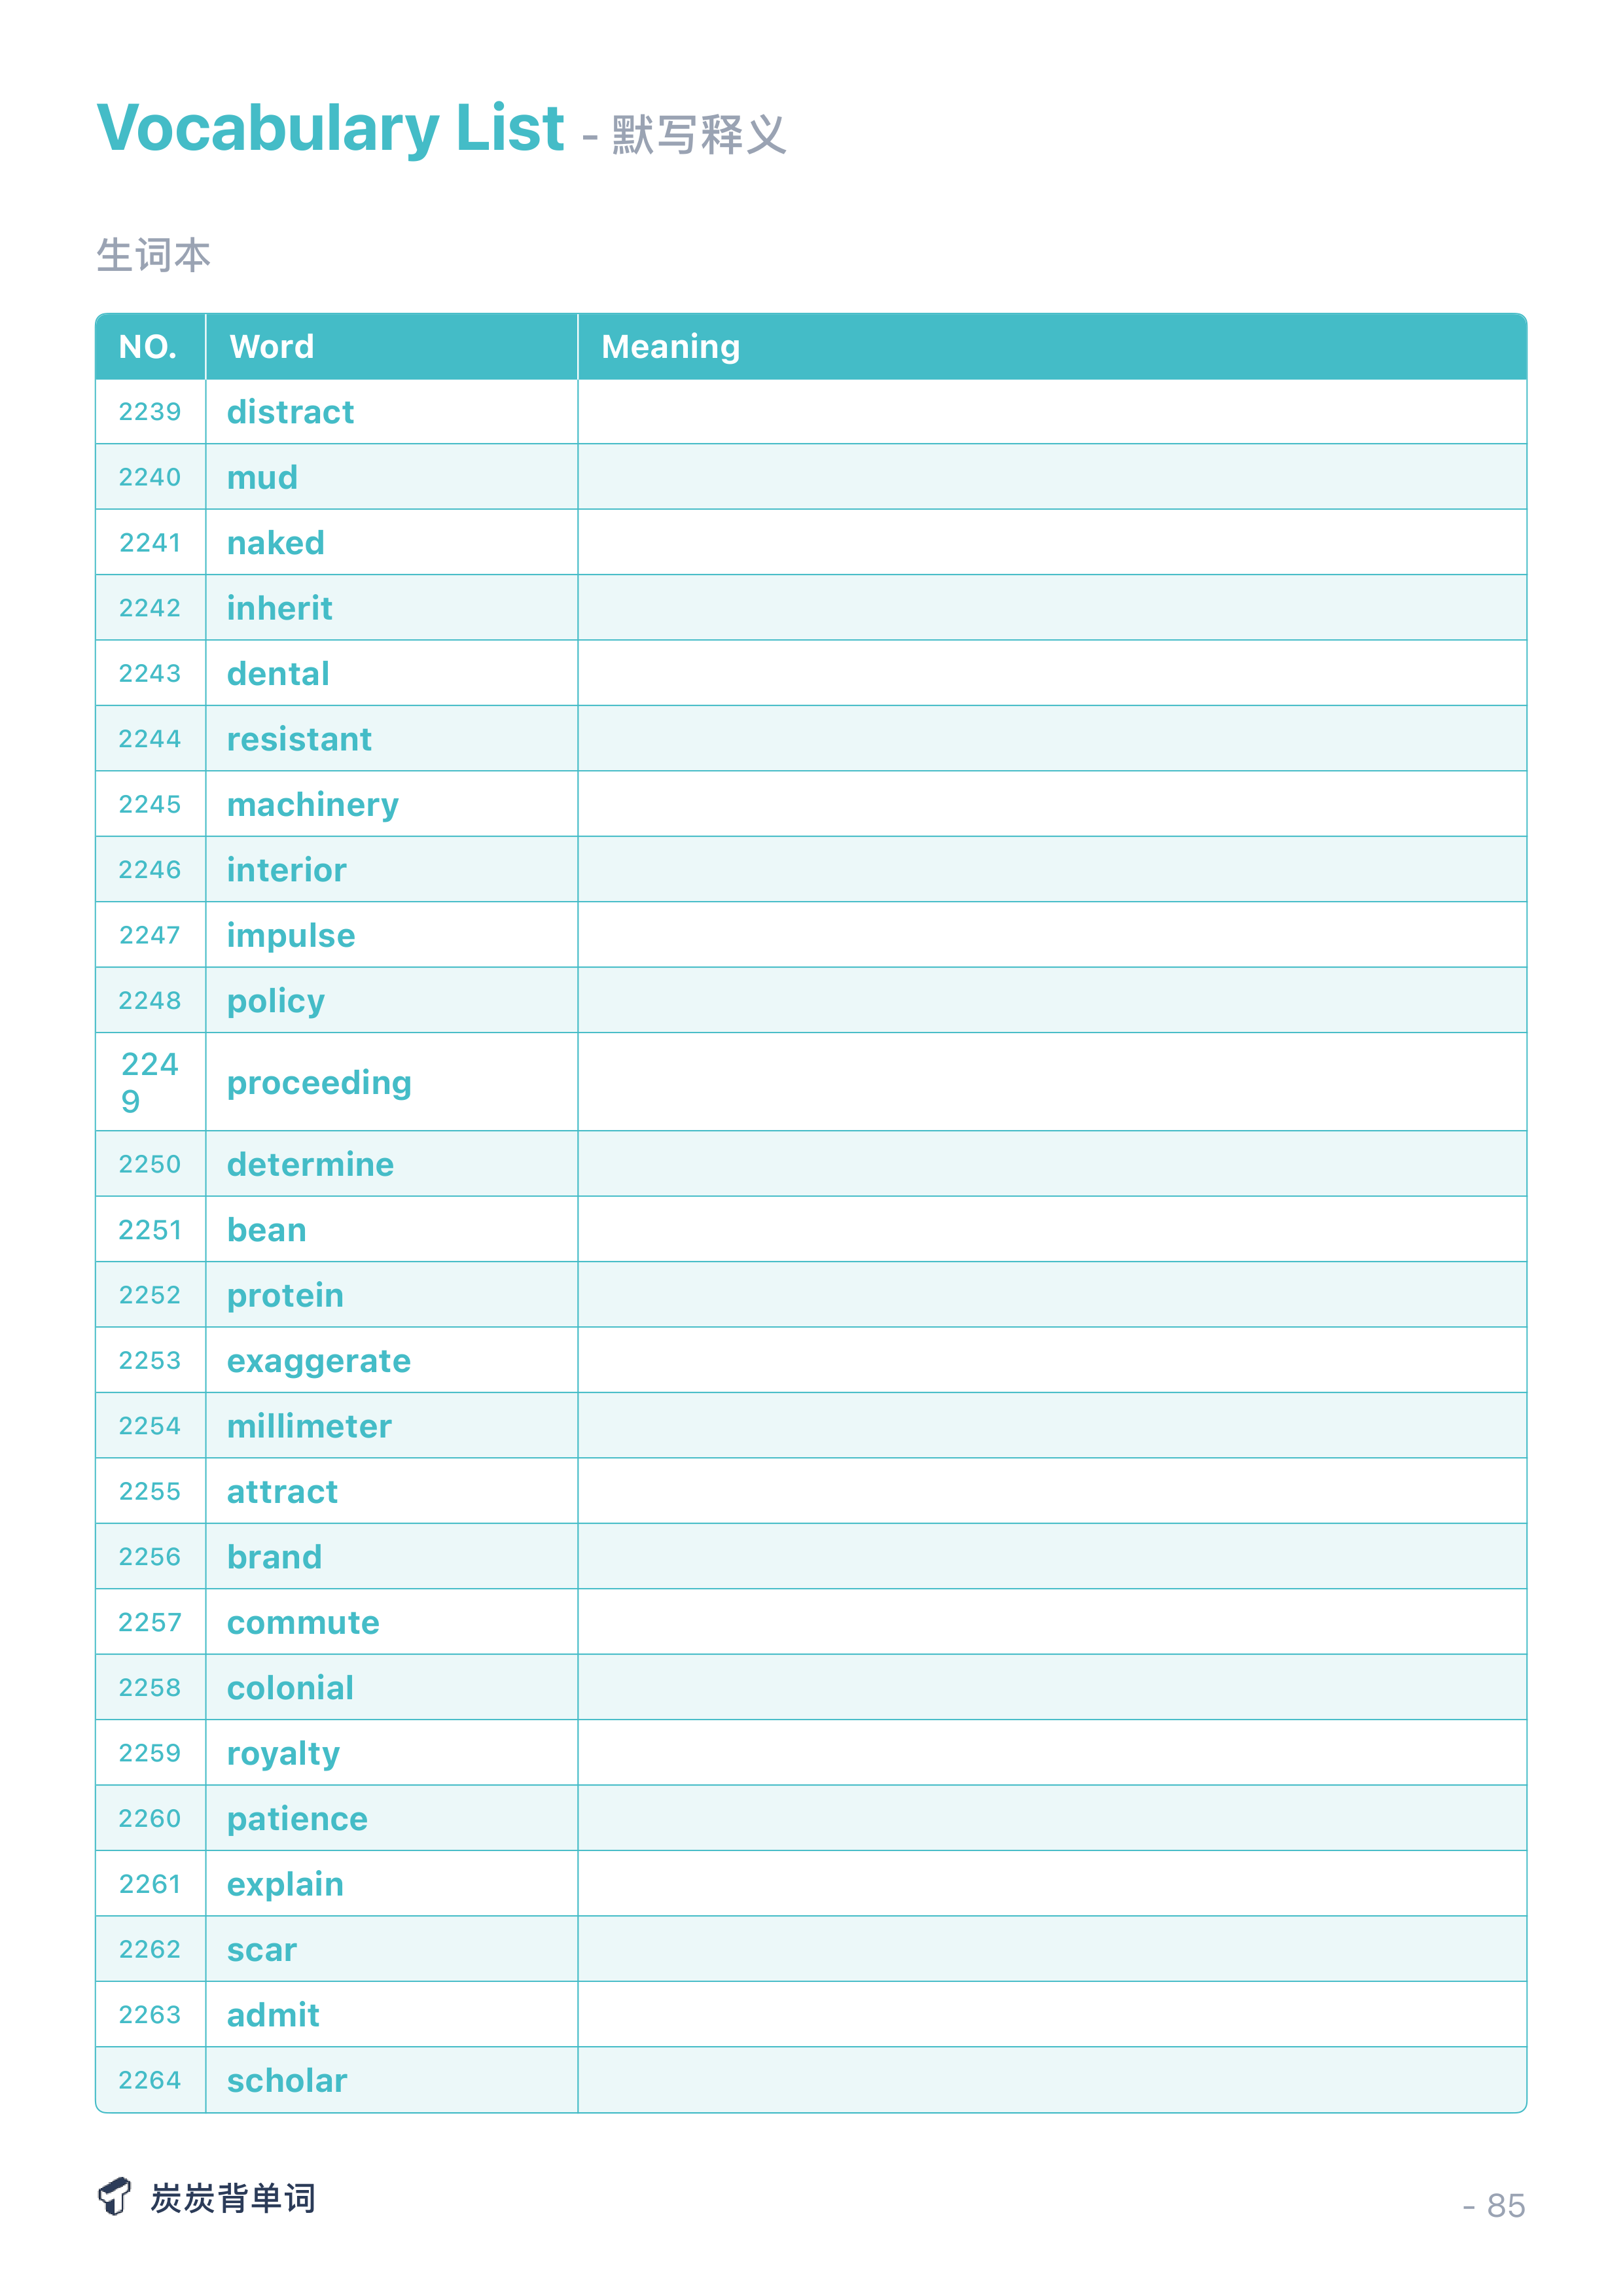 Vocabulary List - 默写释义
生词本
NO. Word Meaning
2239 distract
2240 mud
2241 naked
2242 inherit
2243 dental
2244 resistant
2245 machinery
2246 interior
2247 impulse
2248 policy
2249 proceeding
2250 determine
2251 bean
2252 protein
2253 exaggerate
2254 millimeter
2255 attract
2256 brand
2257 commute
2258 colonial
2259 royalty
2260 patience
2261 explain
2262 scar
2263 admit
2264 scholar
炭炭背单词
- 85